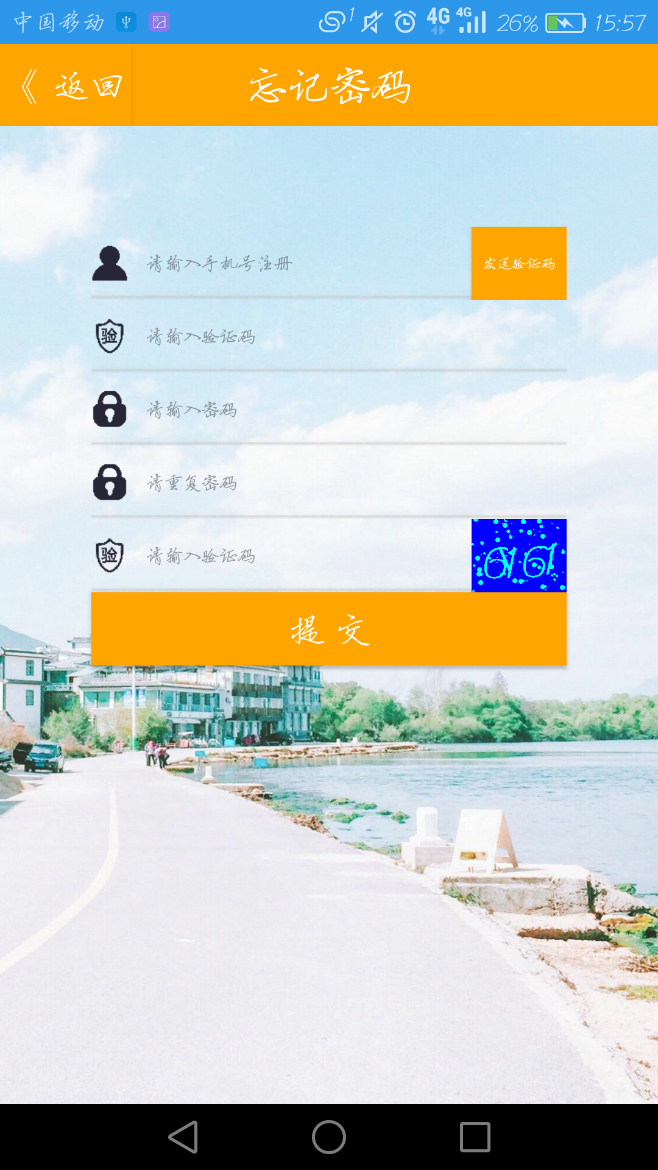 中国移动 1 4G 4G 26% 15:57
《 返回 忘记密码
请输入手机号注册 发送验证码
验 请输入验证码
请输入密码
请重复密码
验 请输入验证码
提 交